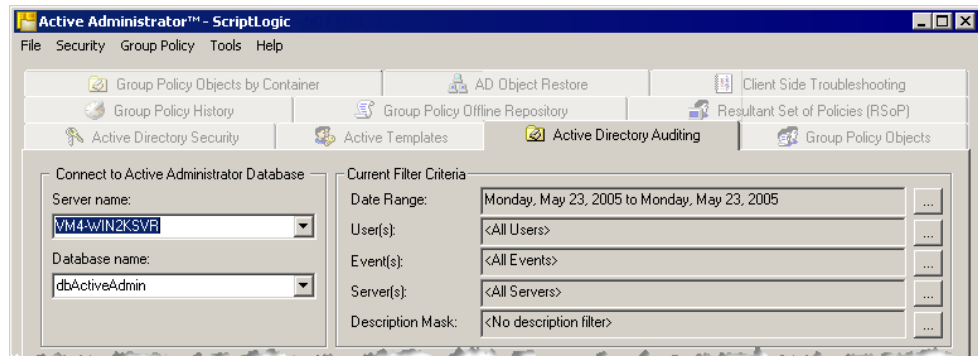 Active Administrator™ - ScriptLogic
File Security Group Policy Tools Help
Group Policy Objects by Container AD Object Restore Client Side Troubleshooting
Group Policy History Group Policy Offline Repository Resultant Set of Policies (RSoP)
Active Directory Security Active Templates Active Directory Auditing Group Policy Objects
Connect to Active Administrator Database
Server name:
VM4-WIN2KSVR
Database name:
dbActiveAdmin
Current Filter Criteria
Date Range: Monday, May 23, 2005 to Monday, May 23, 2005 ...
User(s): <All Users> ...
Event(s): <All Events> ...
Server(s): <All Servers> ...
Description Mask: <No description filter> ...